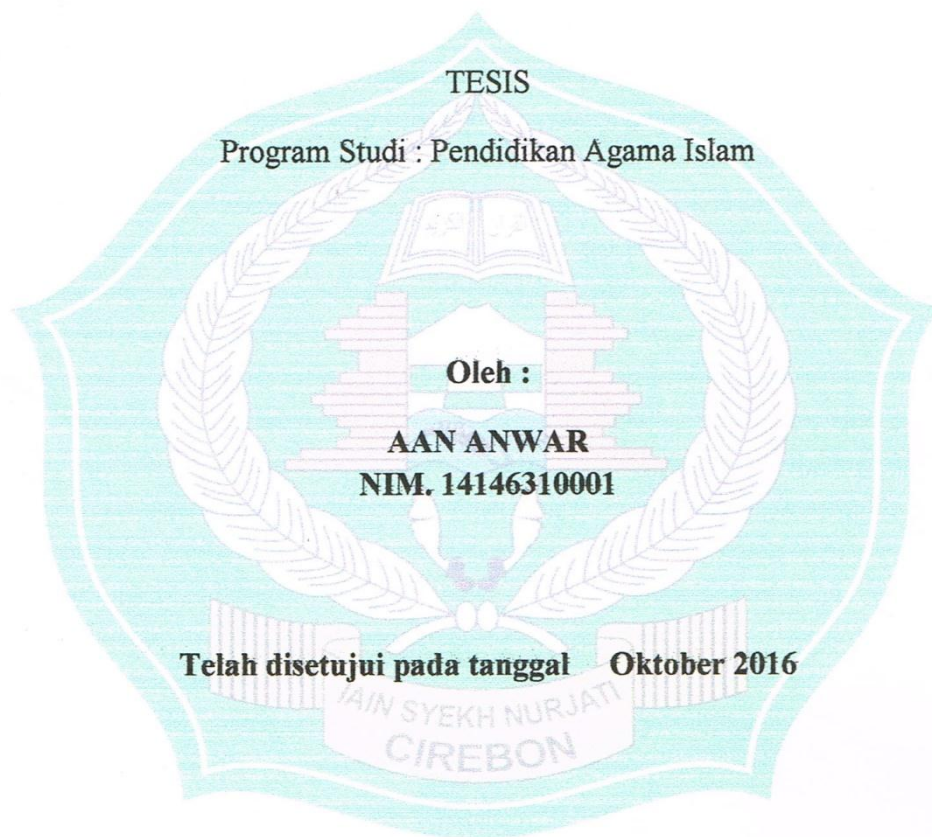 TESIS
Program Studi : Pendidikan Agama Islam
Oleh :
AAN ANWAR
NIM. 14146310001
Telah disetujui pada tanggal Oktober 2016
IAIN SYEKH NURJATI
CIREBON